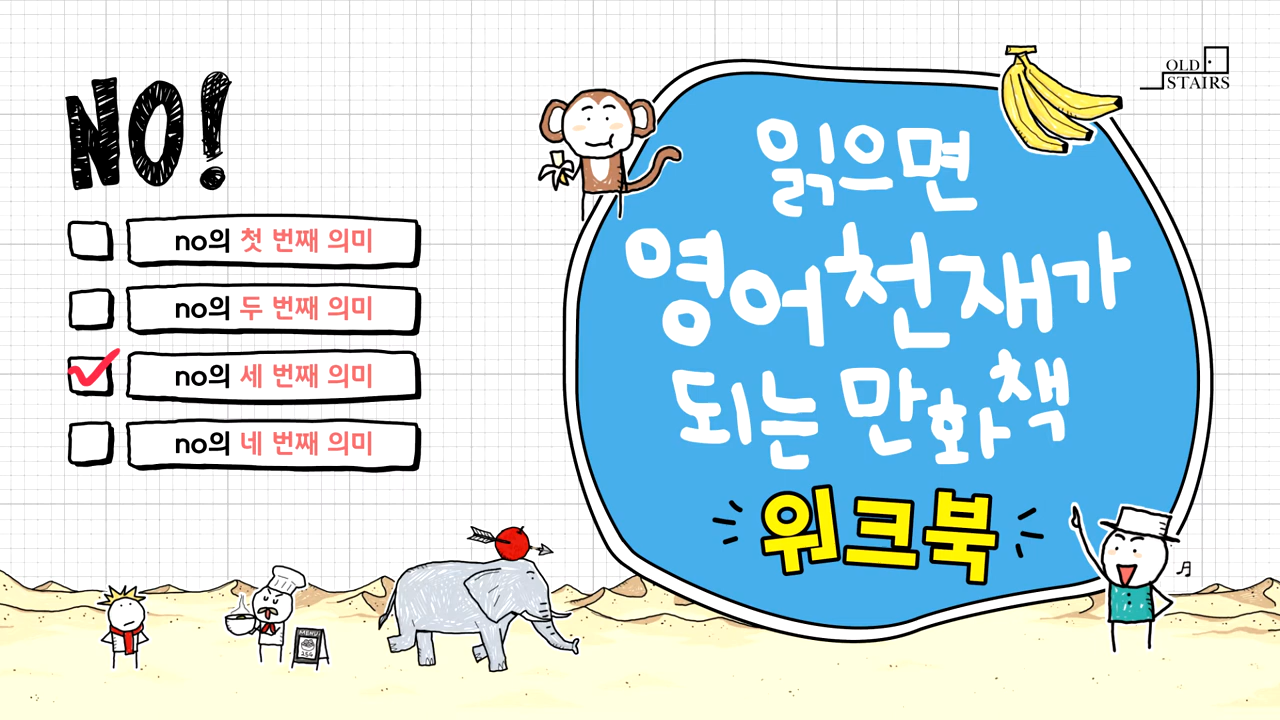 NO!
no의 첫 번째 의미
no의 두 번째 의미
no의 세 번째 의미
no의 네 번째 의미
읽으면
영어천재가
되는 만화책
워크북
OLD
STAIRS
MENU